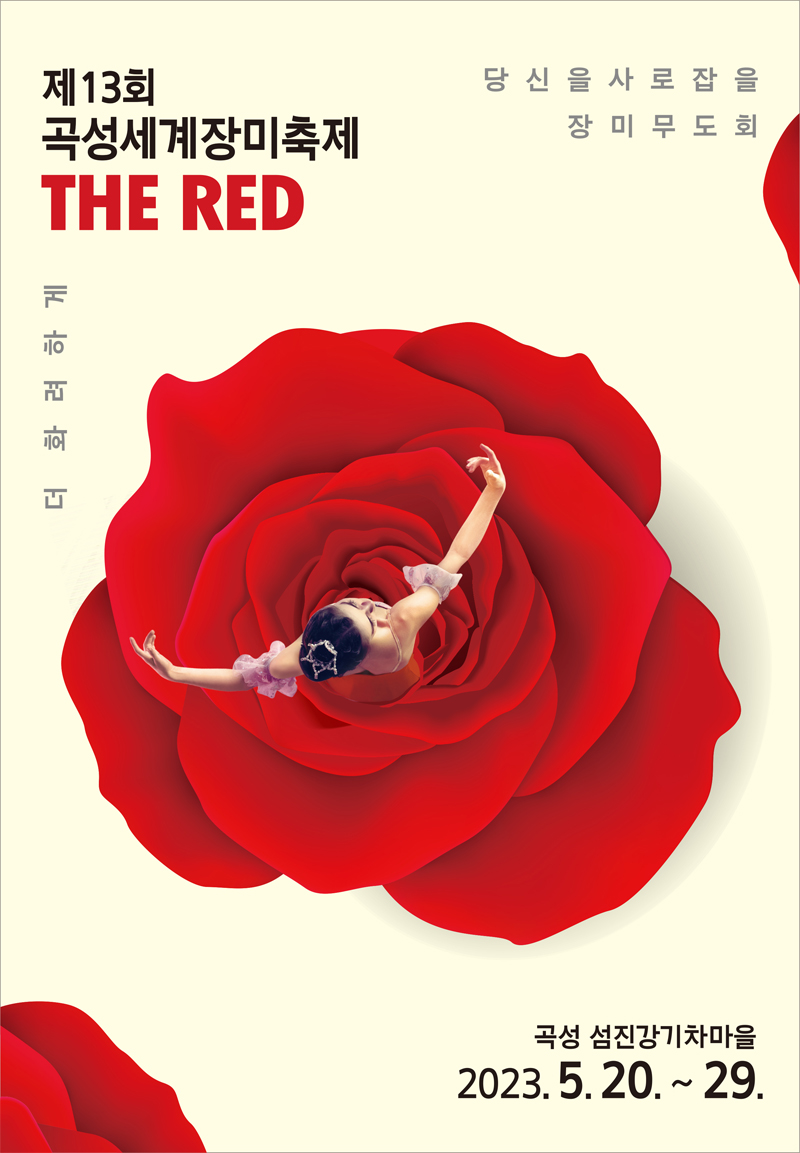 제13회
곡성세계장미축제
THE RED
당신을사로잡을
장미무도회
더 화려하게
곡성 섬진강기차마을
2023. 5. 20. ~ 29.